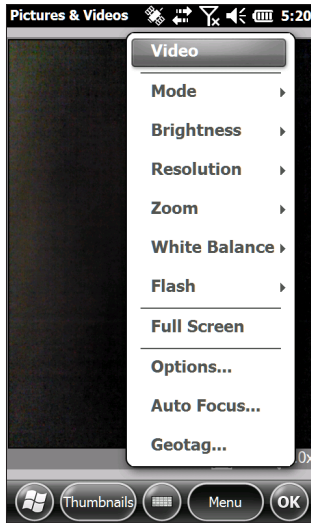 Pictures & Videos 5:20
Video
Mode
Brightness
Resolution
Zoom
White Balance
Flash
Full Screen
Options...
Auto Focus...
Geotag...
0x
Thumbnails Menu OK